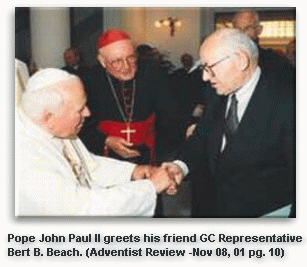 Pope John Paul II greets his friend GC Representative
Bert B. Beach. (Adventist Review -Nov 08, 01 pg. 10)